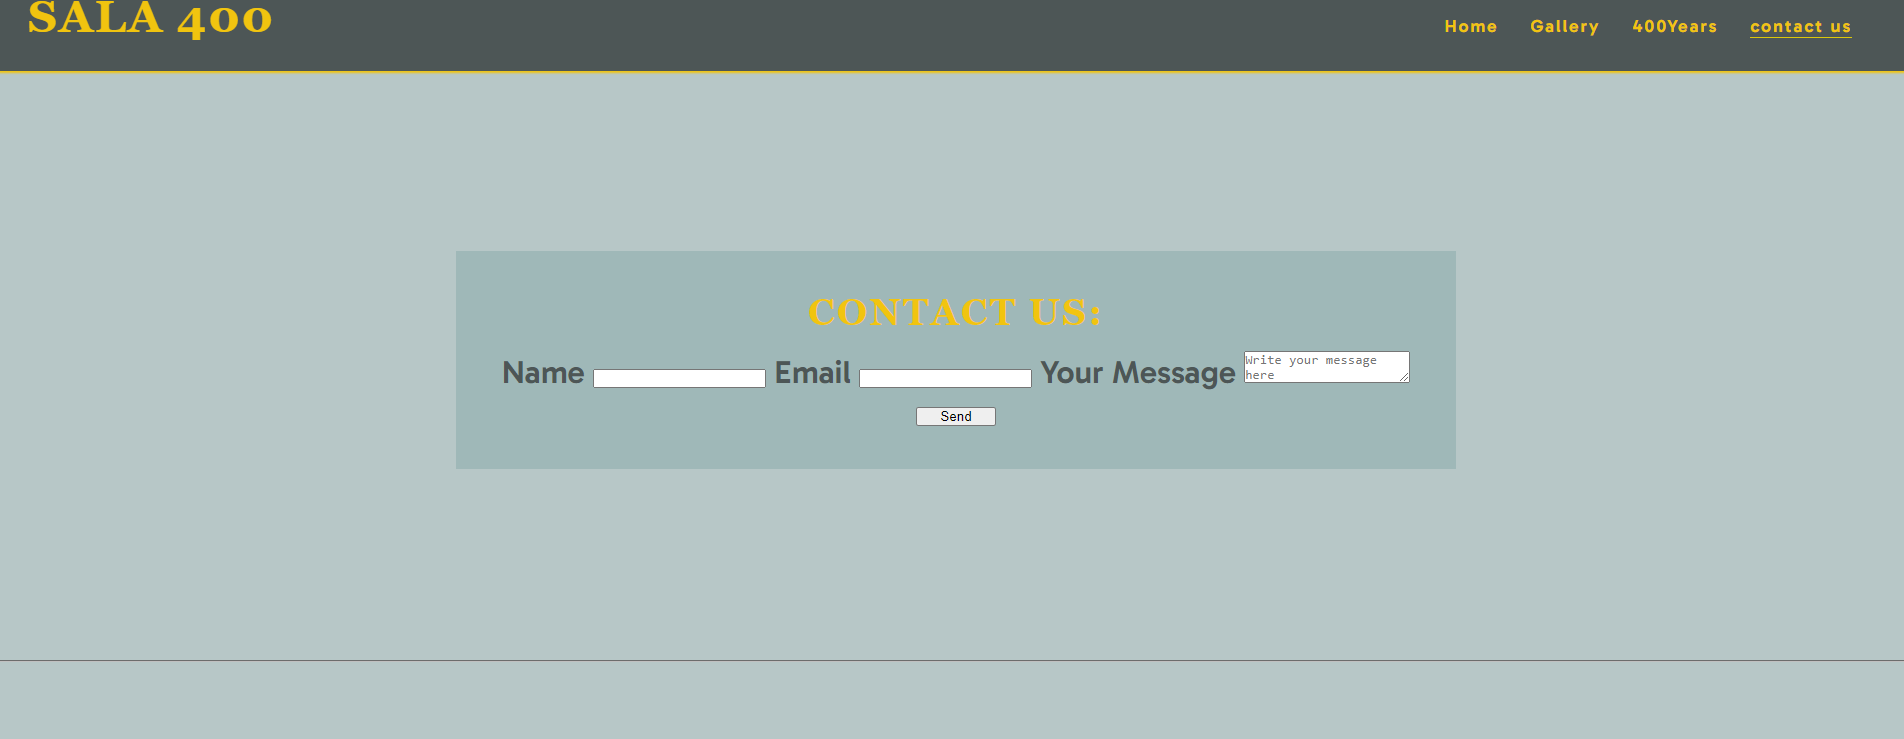 SALA 400
Home Gallery 400Years contact us
CONTACT US:
Name Email Your Message Write your message
here
Send